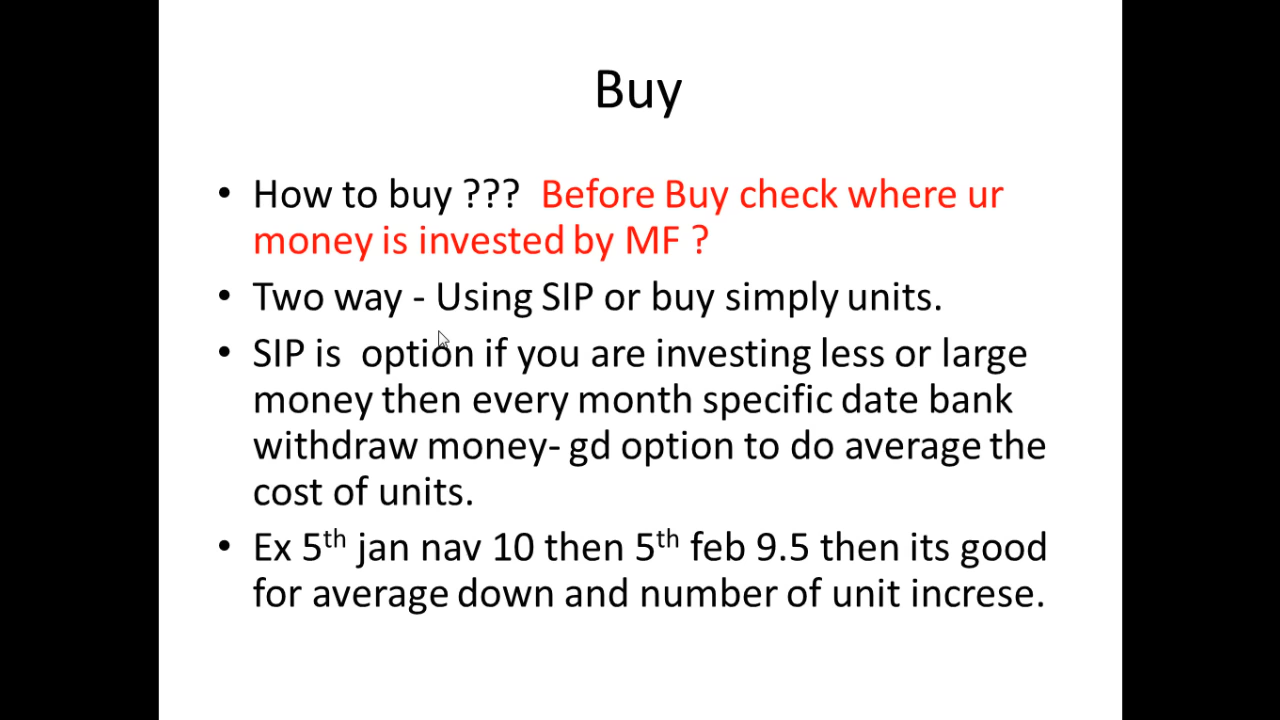 Buy
• How to buy ??? Before Buy check where ur
money is invested by MF ?
• Two way - Using SIP or buy simply units.
• SIP is option if you are investing less or large
money then every month specific date bank
withdraw money- gd option to do average the
cost of units.
• Ex 5th jan nav 10 then 5th feb 9.5 then its good
for average down and number of unit increse.